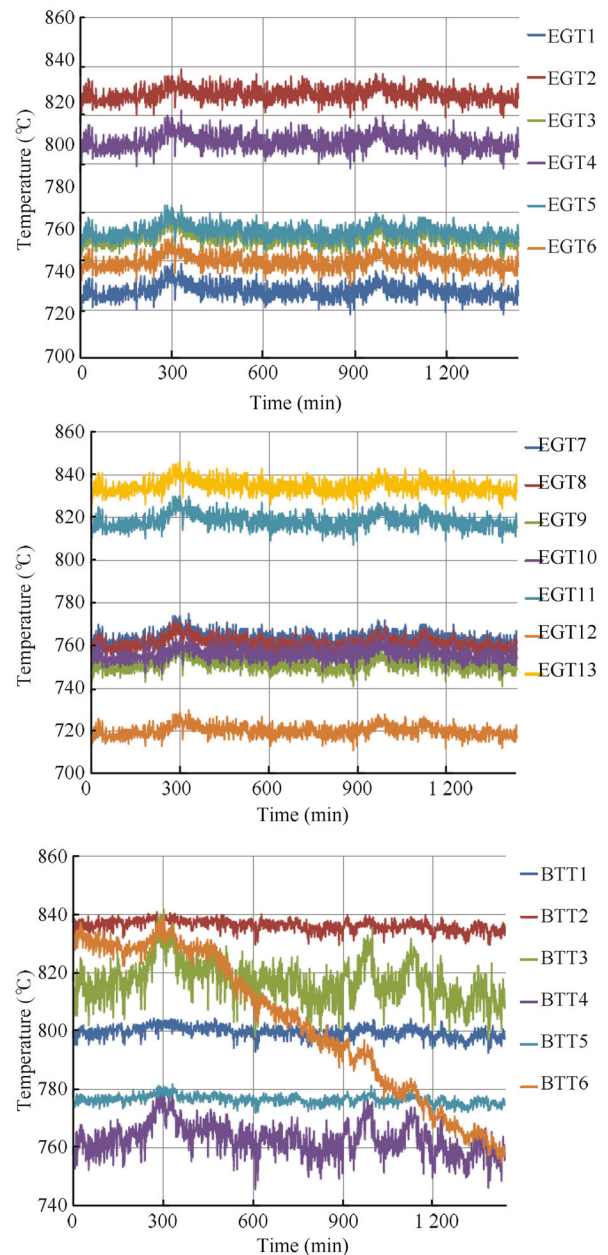 860
840
820
800
780
760
740
720
700
Temperature (℃)
0 300 600 900 1 200
Time (min)
EGT1
EGT2
EGT3
EGT4
EGT5
EGT6
860
840
820
800
780
760
740
720
700
Temperature (℃)
0 300 600 900 1 200
Time (min)
EGT7
EGT8
EGT9
EGT10
EGT11
EGT12
EGT13
860
840
820
800
780
760
740
Temperature (℃)
0 300 600 900 1 200
Time (min)
BTT1
BTT2
BTT3
BTT4
BTT5
BTT6